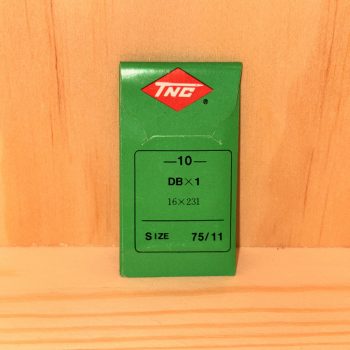 TNC
®
—10—
DB×1
16×231
SIZE 75/11